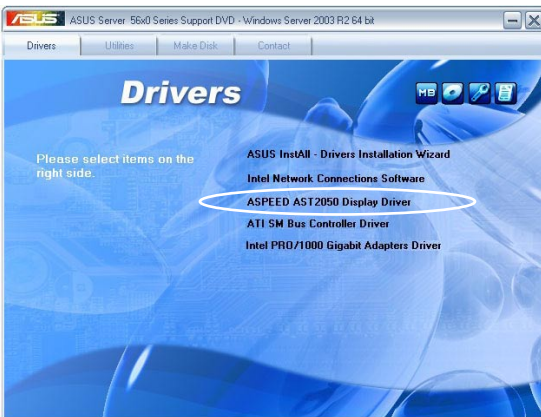 ASUS ASUS Server 56x0 Series Support DVD - Windows Server 2003 R2 64 bit
Drivers Utilities Make Disk Contact
Drivers
MB
Please select items on the
right side.
ASUS InstAll - Drivers Installation Wizard
Intel Network Connections Software
ASPEED AST2050 Display Driver
ATI SM Bus Controller Driver
Intel PRO/1000 Gigabit Adapters Driver